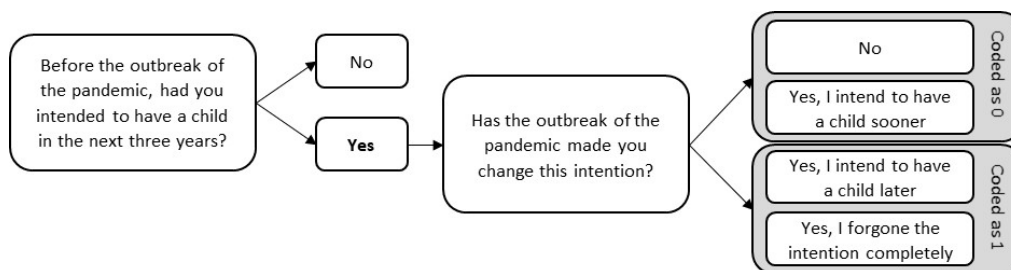 Before the outbreak of
the pandemic, had you
intended to have a child
in the next three years?
No
Yes
Has the outbreak of the
pandemic made you
change this intention?
No
Yes, I intend to have
a child sooner
Coded as 0
Yes, I intend to have
a child later
Yes, I forgone the
intention completely
Coded as 1